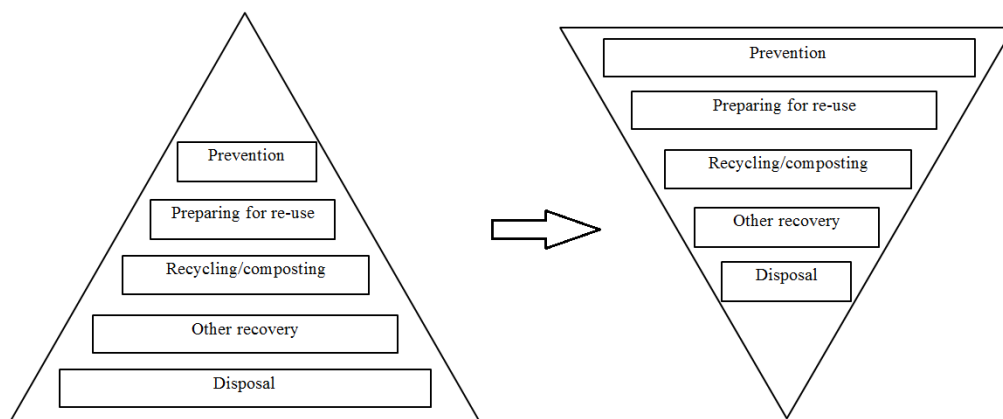 Prevention
Preparing for re-use
Recycling/composting
Other recovery
Disposal
Prevention
Preparing for re-use
Recycling/composting
Other recovery
Disposal